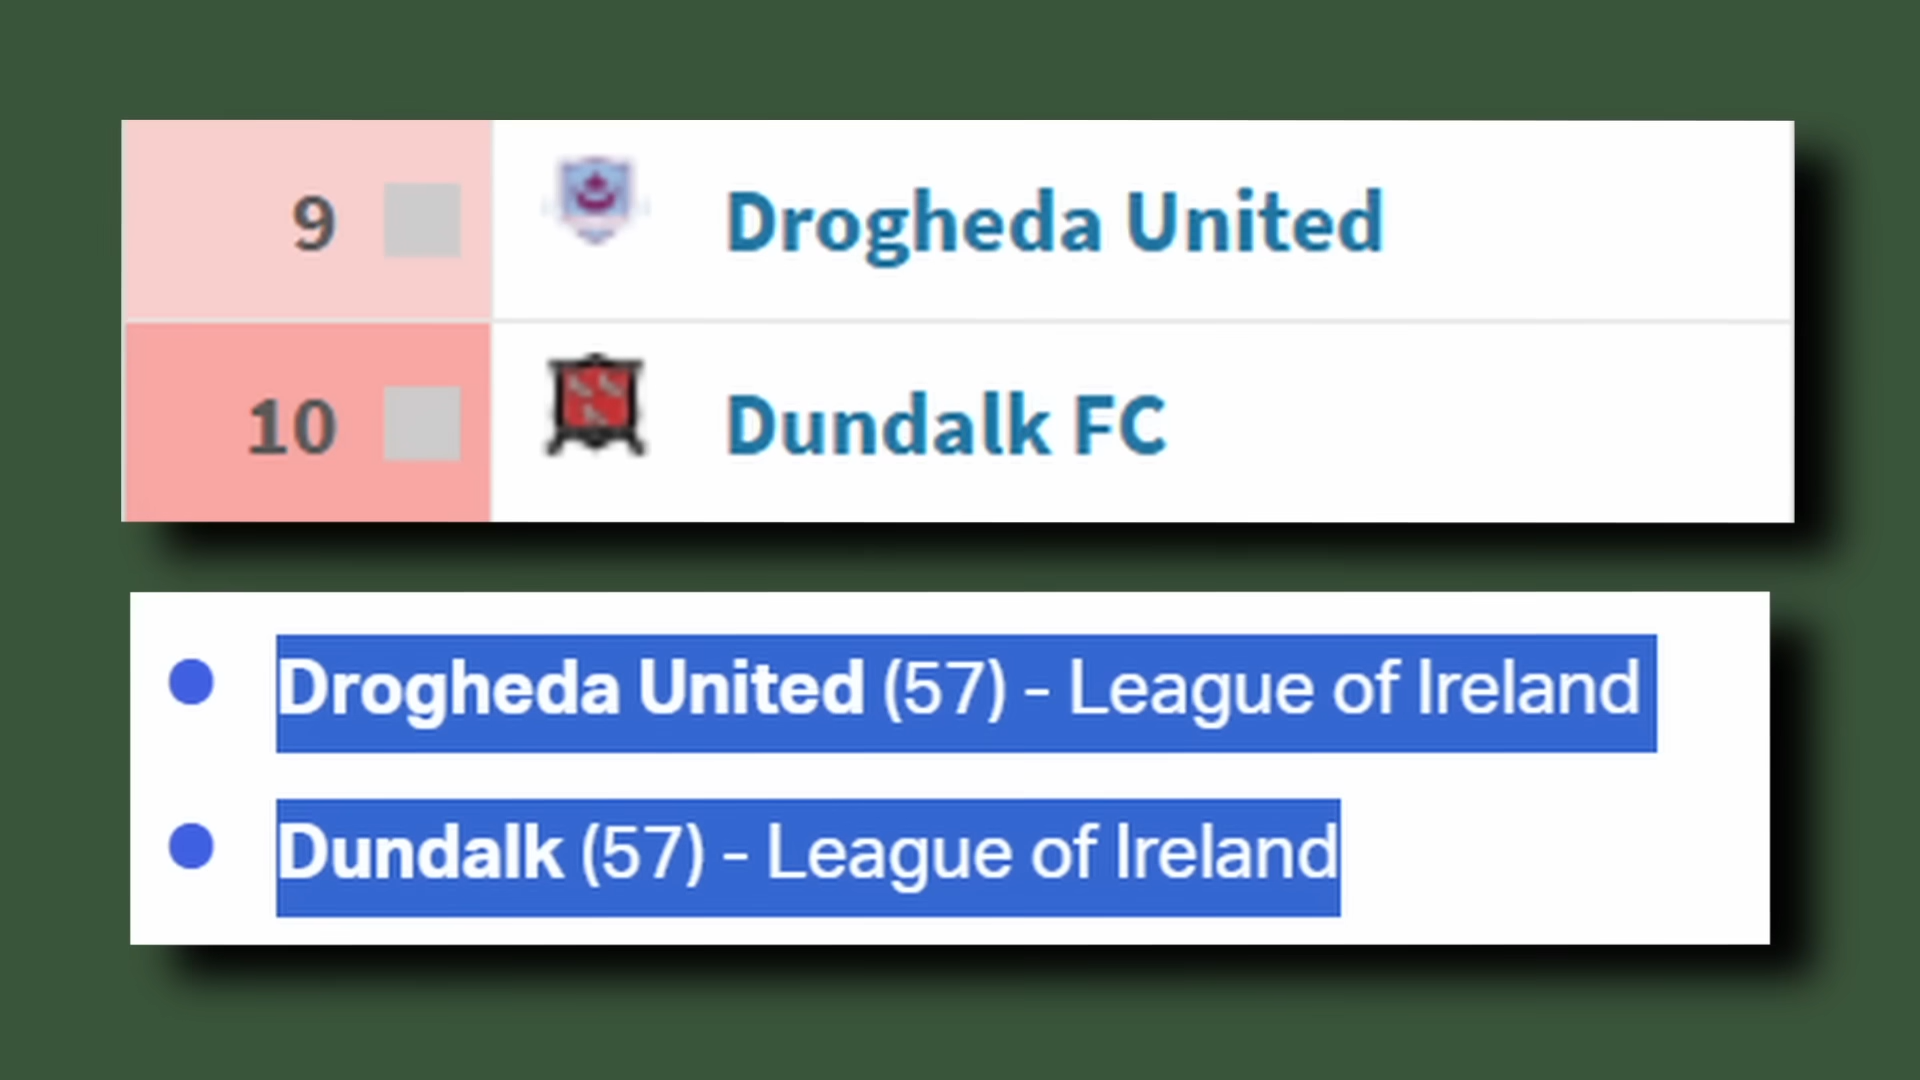 9 Drogheda United
10 Dundalk FC
Drogheda United (57) - League of Ireland
Dundalk (57) - League of Ireland